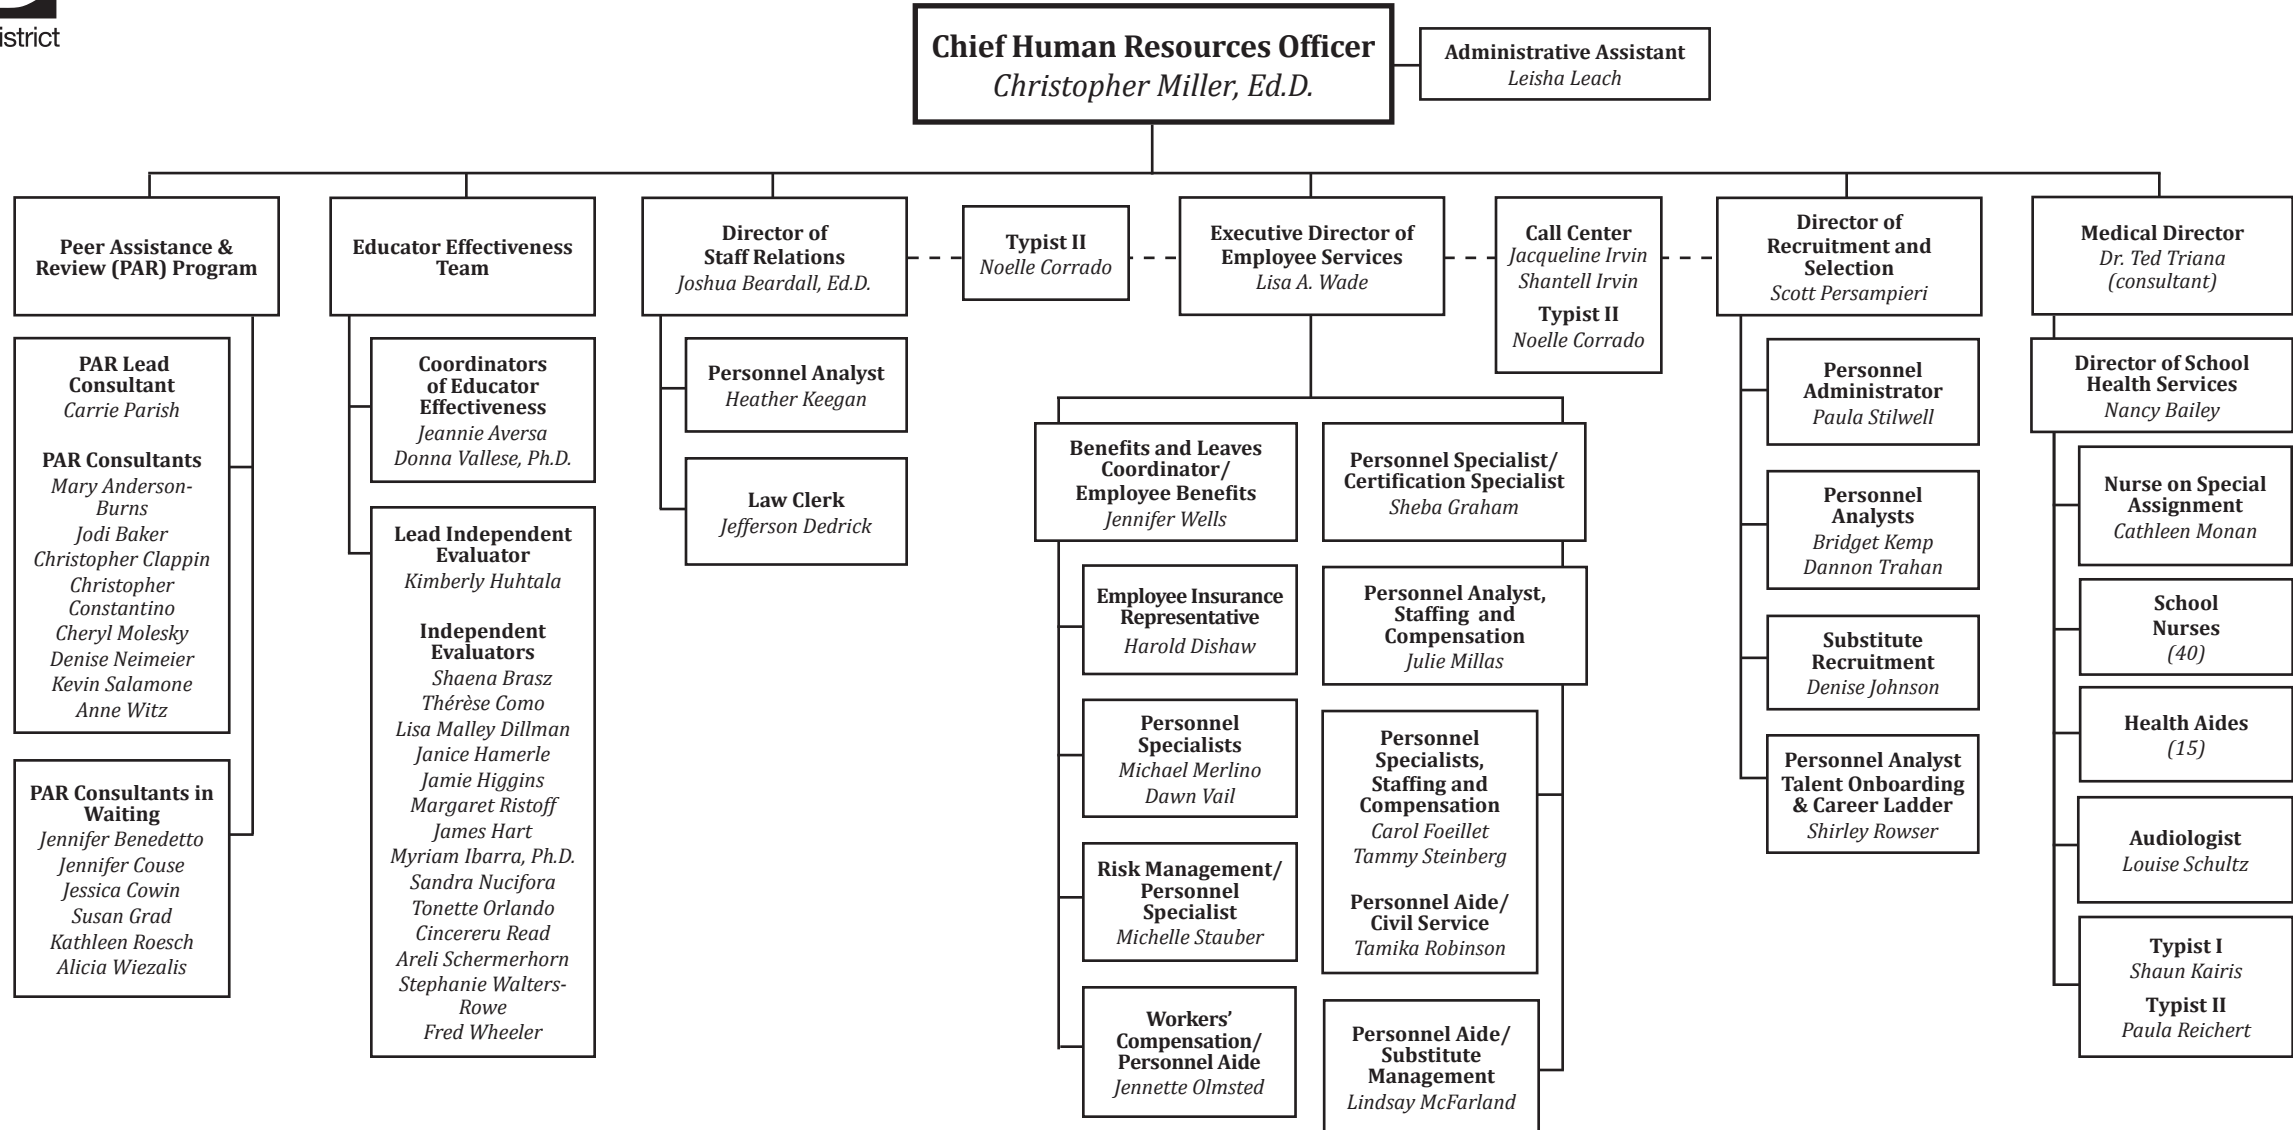 istrict
Chief Human Resources Officer
Christopher Miller, Ed.D.
Administrative Assistant
Leisha Leach
Peer Assistance &
Review (PAR) Program
PAR Lead
Consultant
Carrie Parish
PAR Consultants
Mary Anderson-
Burns
Jodi Baker
Christopher Clappin
Christopher
Constantino
Cheryl Molesky
Denise Neimeier
Kevin Salamone
Anne Witz
PAR Consultants in
Waiting
Jennifer Benedetto
Jennifer Couse
Jessica Cowin
Susan Grad
Kathleen Roesch
Alicia Wiezalis
Educator Effectiveness
Team
Coordinators
of Educator
Effectiveness
Jeannie Aversa
Donna Vallese, Ph.D.
Lead Independent
Evaluator
Kimberly Huhtala
Independent
Evaluators
Shaena Brasz
Thérèse Como
Lisa Malley Dillman
Janice Hamerle
Jamie Higgins
Margaret Ristoff
James Hart
Myriam Ibarra, Ph.D.
Sandra Nucifora
Tonette Orlando
Cincereru Read
Areli Schermerhorn
Stephanie Walters-
Rowe
Fred Wheeler
Director of
Staff Relations
Joshua Beardall, Ed.D.
Personnel Analyst
Heather Keegan
Law Clerk
Jefferson Dedrick
Typist II
Noelle Corrado
Executive Director of
Employee Services
Lisa A. Wade
Benefits and Leaves
Coordinator/
Employee Benefits
Jennifer Wells
Employee Insurance
Representative
Harold Dishaw
Personnel
Specialists
Michael Merlino
Dawn Vail
Risk Management/
Personnel
Specialist
Michelle Stauber
Workers’
Compensation/
Personnel Aide
Jennette Olmsted
Personnel Specialist/
Certification Specialist
Sheba Graham
Personnel Analyst,
Staffing and
Compensation
Julie Millas
Personnel
Specialists,
Staffing and
Compensation
Carol Foeillet
Tammy Steinberg
Personnel Aide/
Civil Service
Tamika Robinson
Personnel Aide/
Substitute
Management
Lindsay McFarland
Call Center
Jacqueline Irvin
Shantell Irvin
Typist II
Noelle Corrado
Director of
Recruitment and
Selection
Scott Persampieri
Personnel
Administrator
Paula Stilwell
Personnel
Analysts
Bridget Kemp
Dannon Trahan
Substitute
Recruitment
Denise Johnson
Personnel Analyst
Talent Onboarding
& Career Ladder
Shirley Rowser
Medical Director
Dr. Ted Triana
(consultant)
Director of School
Health Services
Nancy Bailey
Nurse on Special
Assignment
Cathleen Monan
School
Nurses
(40)
Health Aides
(15)
Audiologist
Louise Schultz
Typist I
Shaun Kairis
Typist II
Paula Reichert